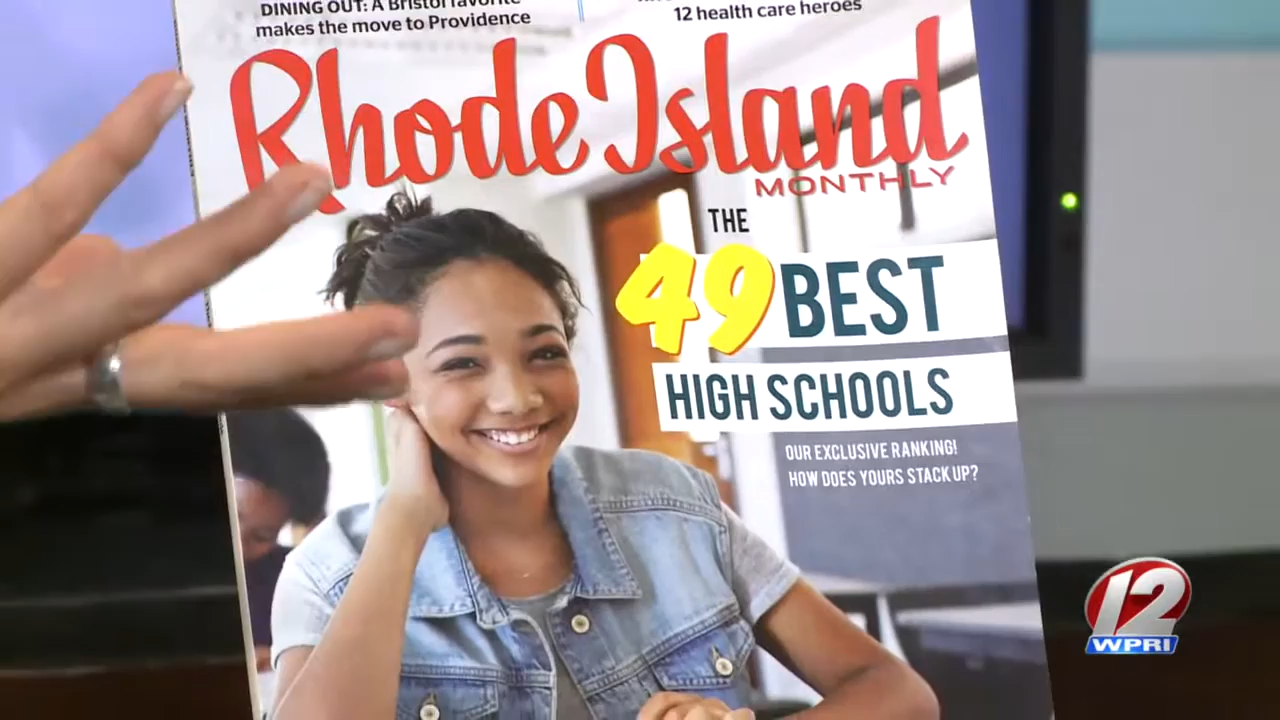 DINING OUT: A Bristol favorite
makes the move to Providence
12 health care heroes
Rhode Island
MONTHLY
THE
49 BEST
HIGH SCHOOLS
OUR EXCLUSIVE RANKING!
HOW DOES YOURS STACK UP?
12
WPRI